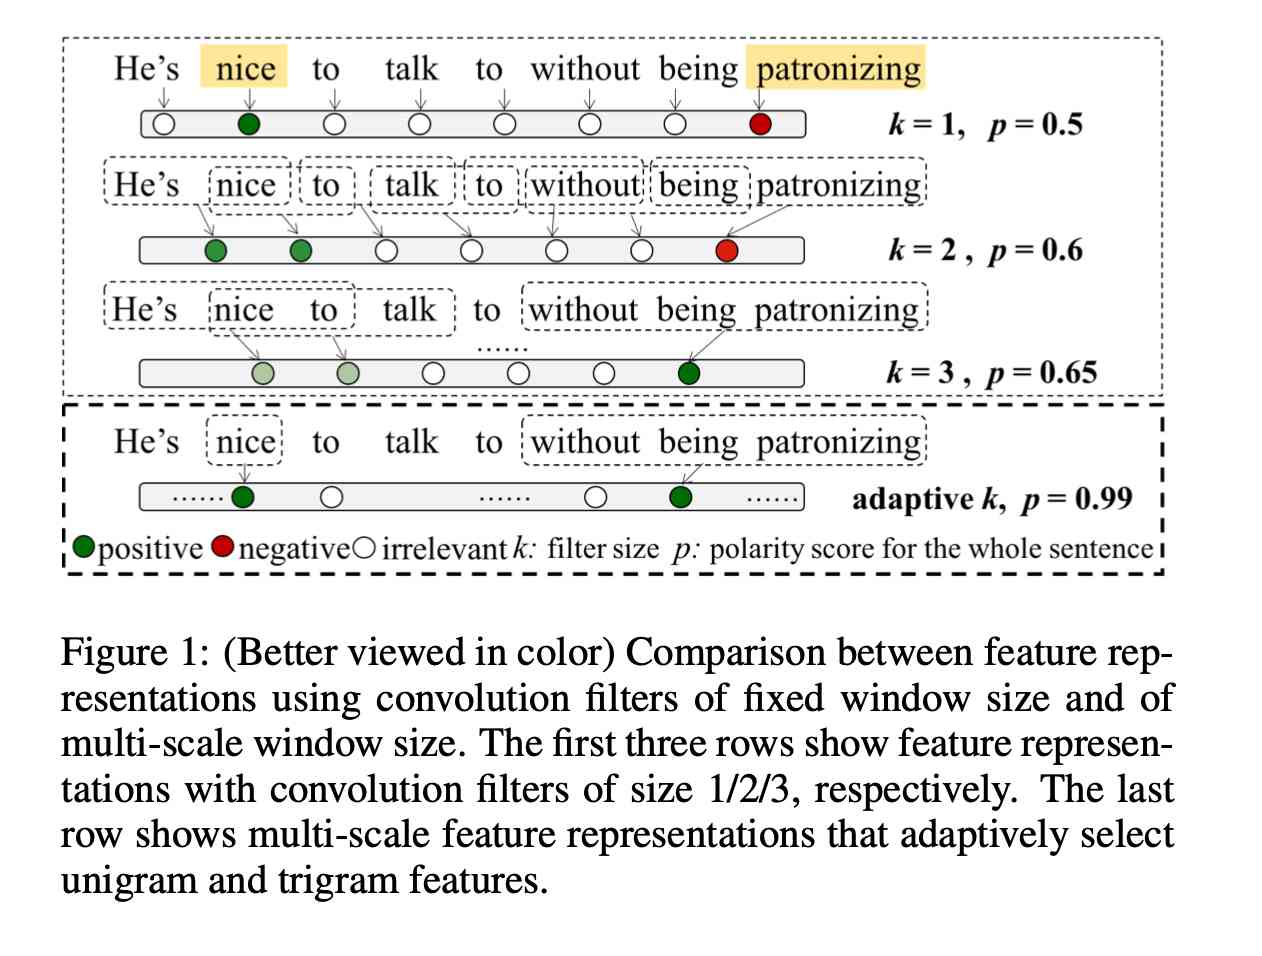 He's nice to talk to without being patronizing
k = 1, p = 0.5
He's nice to talk to without being patronizing
k = 2 , p = 0.6
He's nice to talk to without being patronizing
......
k = 3 , p = 0.65
He's nice to talk to without being patronizing
...... ...... ......
adaptive k, p = 0.99
positive negative irrelevant k: filter size p: polarity score for the whole sentence
Figure 1: (Better viewed in color) Comparison between feature rep-
resentations using convolution filters of fixed window size and of
multi-scale window size. The first three rows show feature represen-
tations with convolution filters of size 1/2/3, respectively. The last
row shows multi-scale feature representations that adaptively select
unigram and trigram features.